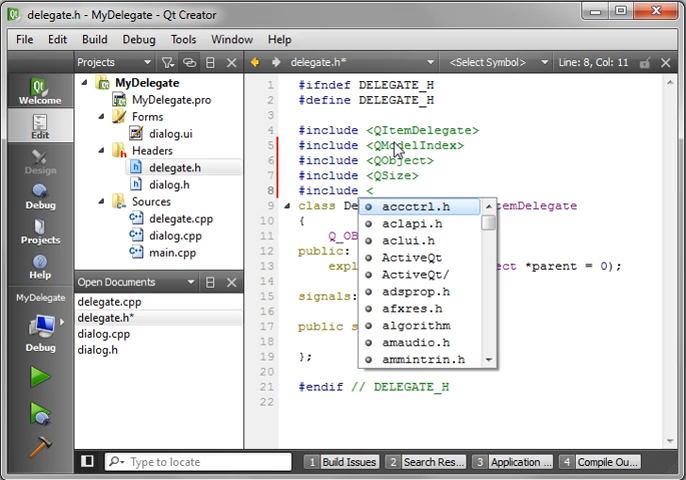 delegate.h - MyDelegate - Qt Creator
File Edit Build Debug Analyze Tools Window Help
Projects
delegate.h*
<Select Symbol>
Line: 8, Col: 11
Welcome
Edit
Design
Debug
Projects
Help
MyDelegate
Debug
MyDelegate
MyDelegate.pro
Forms
dialog.ui
Headers
delegate.h
dialog.h
Sources
delegate.cpp
dialog.cpp
main.cpp
Open Documents
delegate.cpp
delegate.h*
dialog.cpp
dialog.h
1 #ifndef DELEGATE_H
2 #define DELEGATE_H
3
4 #include <QItemDelegate>
5 #include <QModelIndex>
6 #include <QObject>
7 #include <QSize>
8 #include <
9 class De emDelegate
10 {
11 Q_OB
12 public:
13 expl ect *parent = 0);
14
15 signals:
16
17 public s
18
19 };
20
21 #endif // DELEGATE_H
22
accctrl.h
aclapi.h
aclui.h
ActiveQt
ActiveQt/
adsprop.h
afxres.h
algorithm
amaudio.h
ammintrin.h
Type to locate
1 Build Issues
2 Search Res...
3 Application ...
4 Compile Ou...